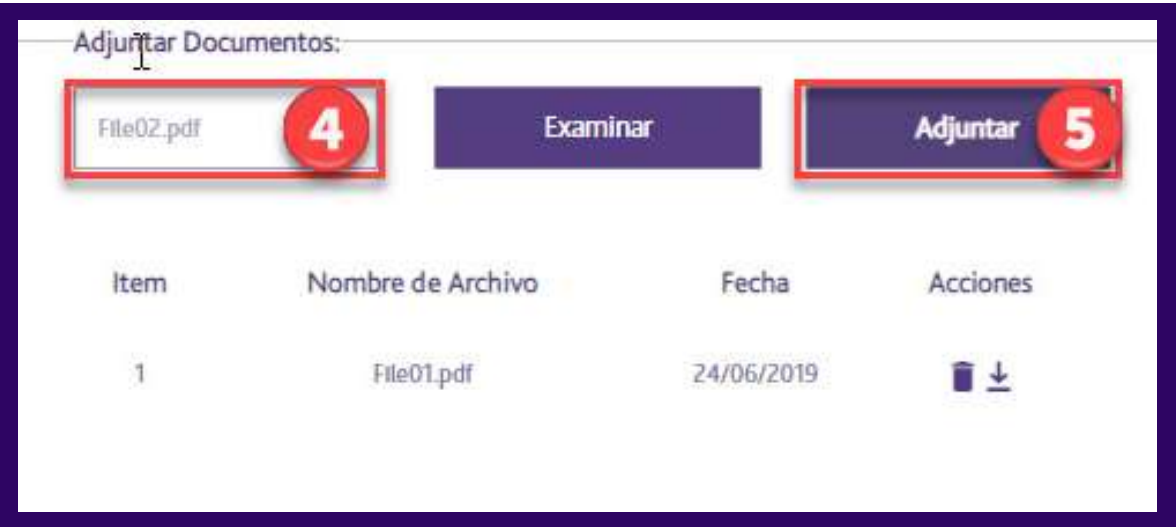 Adjuntar Documentos:
File02.pdf 4 Examinar Adjuntar 5
Item Nombre de Archivo Fecha Acciones
1 File01.pdf 24/06/2019